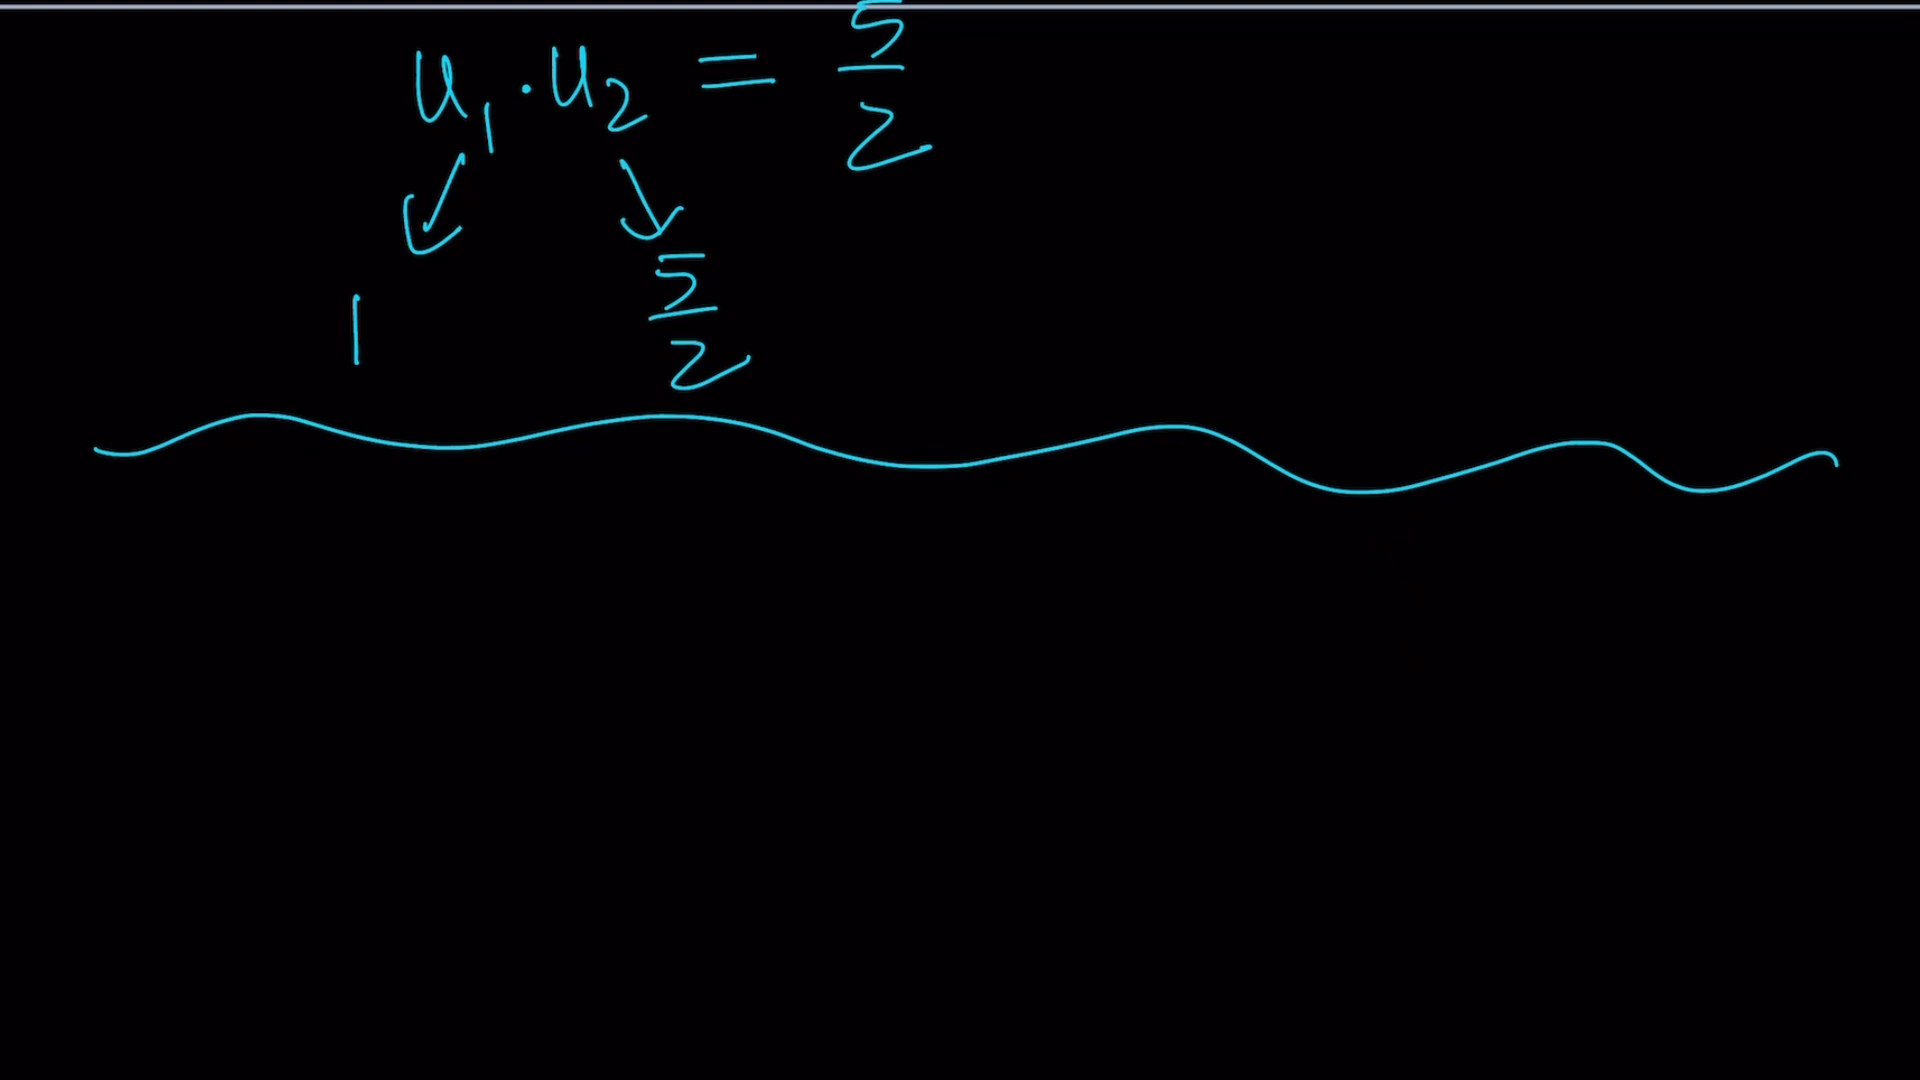 u₁ · u₂ = 5/2
1 5/2